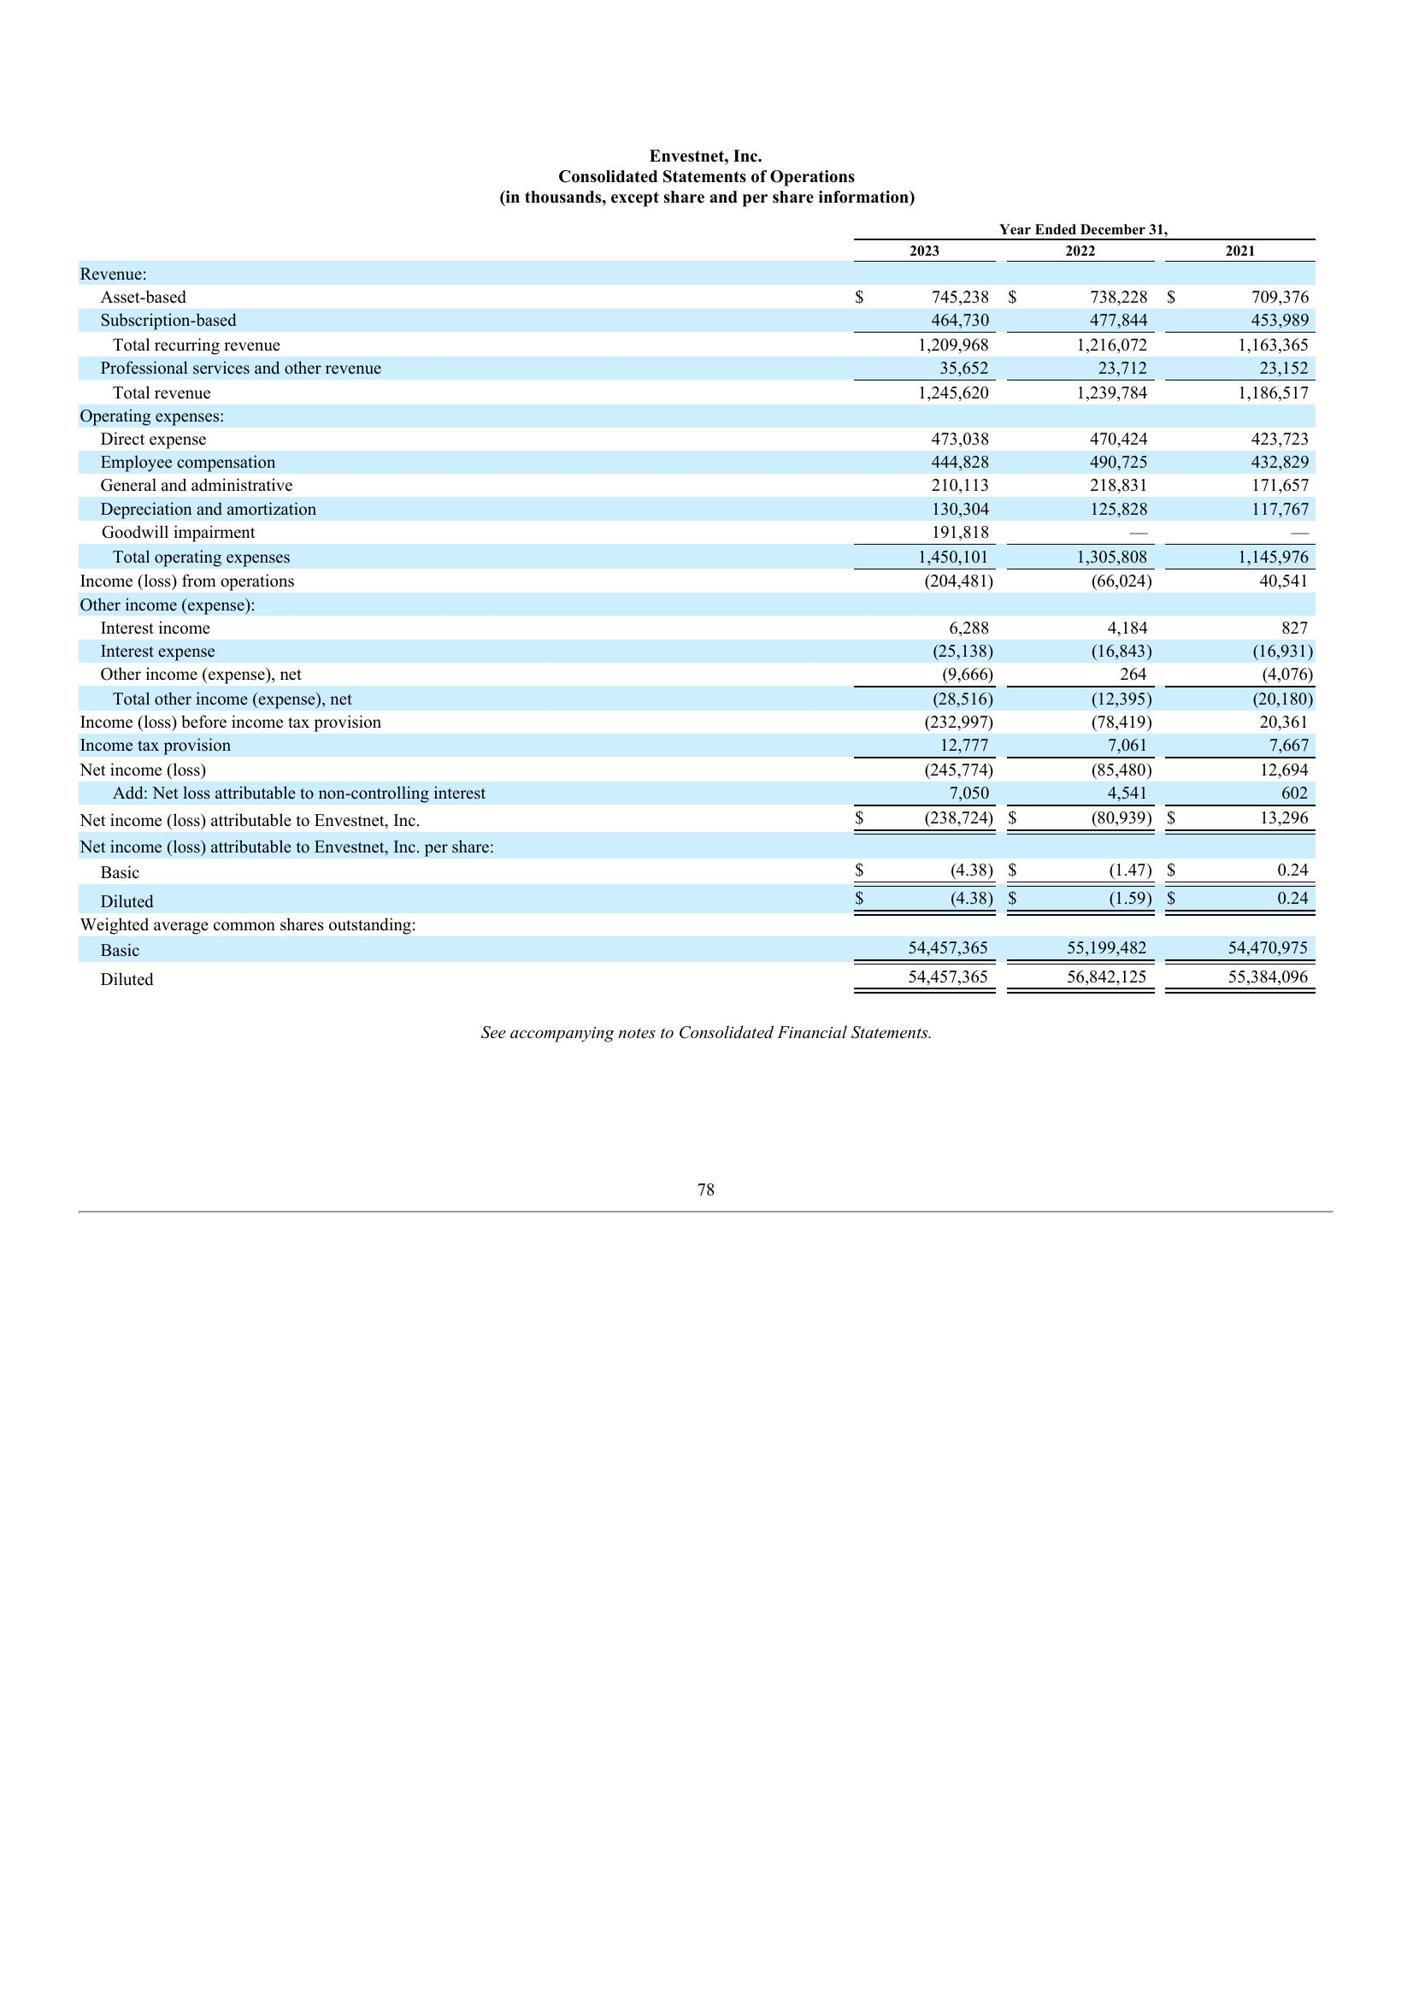 Envestnet, Inc.
Consolidated Statements of Operations
(in thousands, except share and per share information)
Year Ended December 31,
2023 2022 2021
Revenue:
Asset-based $ 745,238 $ 738,228 $ 709,376
Subscription-based 464,730 477,844 453,989
Total recurring revenue 1,209,968 1,216,072 1,163,365
Professional services and other revenue 35,652 23,712 23,152
Total revenue 1,245,620 1,239,784 1,186,517
Operating expenses:
Direct expense 473,038 470,424 423,723
Employee compensation 444,828 490,725 432,829
General and administrative 210,113 218,831 171,657
Depreciation and amortization 130,304 125,828 117,767
Goodwill impairment 191,818 — —
Total operating expenses 1,450,101 1,305,808 1,145,976
Income (loss) from operations (204,481) (66,024) 40,541
Other income (expense):
Interest income 6,288 4,184 827
Interest expense (25,138) (16,843) (16,931)
Other income (expense), net (9,666) 264 (4,076)
Total other income (expense), net (28,516) (12,395) (20,180)
Income (loss) before income tax provision (232,997) (78,419) 20,361
Income tax provision 12,777 7,061 7,667
Net income (loss) (245,774) (85,480) 12,694
Add: Net loss attributable to non-controlling interest 7,050 4,541 602
Net income (loss) attributable to Envestnet, Inc. $ (238,724) $ (80,939) $ 13,296
Net income (loss) attributable to Envestnet, Inc. per share:
Basic $ (4.38) $ (1.47) $ 0.24
Diluted $ (4.38) $ (1.59) $ 0.24
Weighted average common shares outstanding:
Basic 54,457,365 55,199,482 54,470,975
Diluted 54,457,365 56,842,125 55,384,096
See accompanying notes to Consolidated Financial Statements.
78